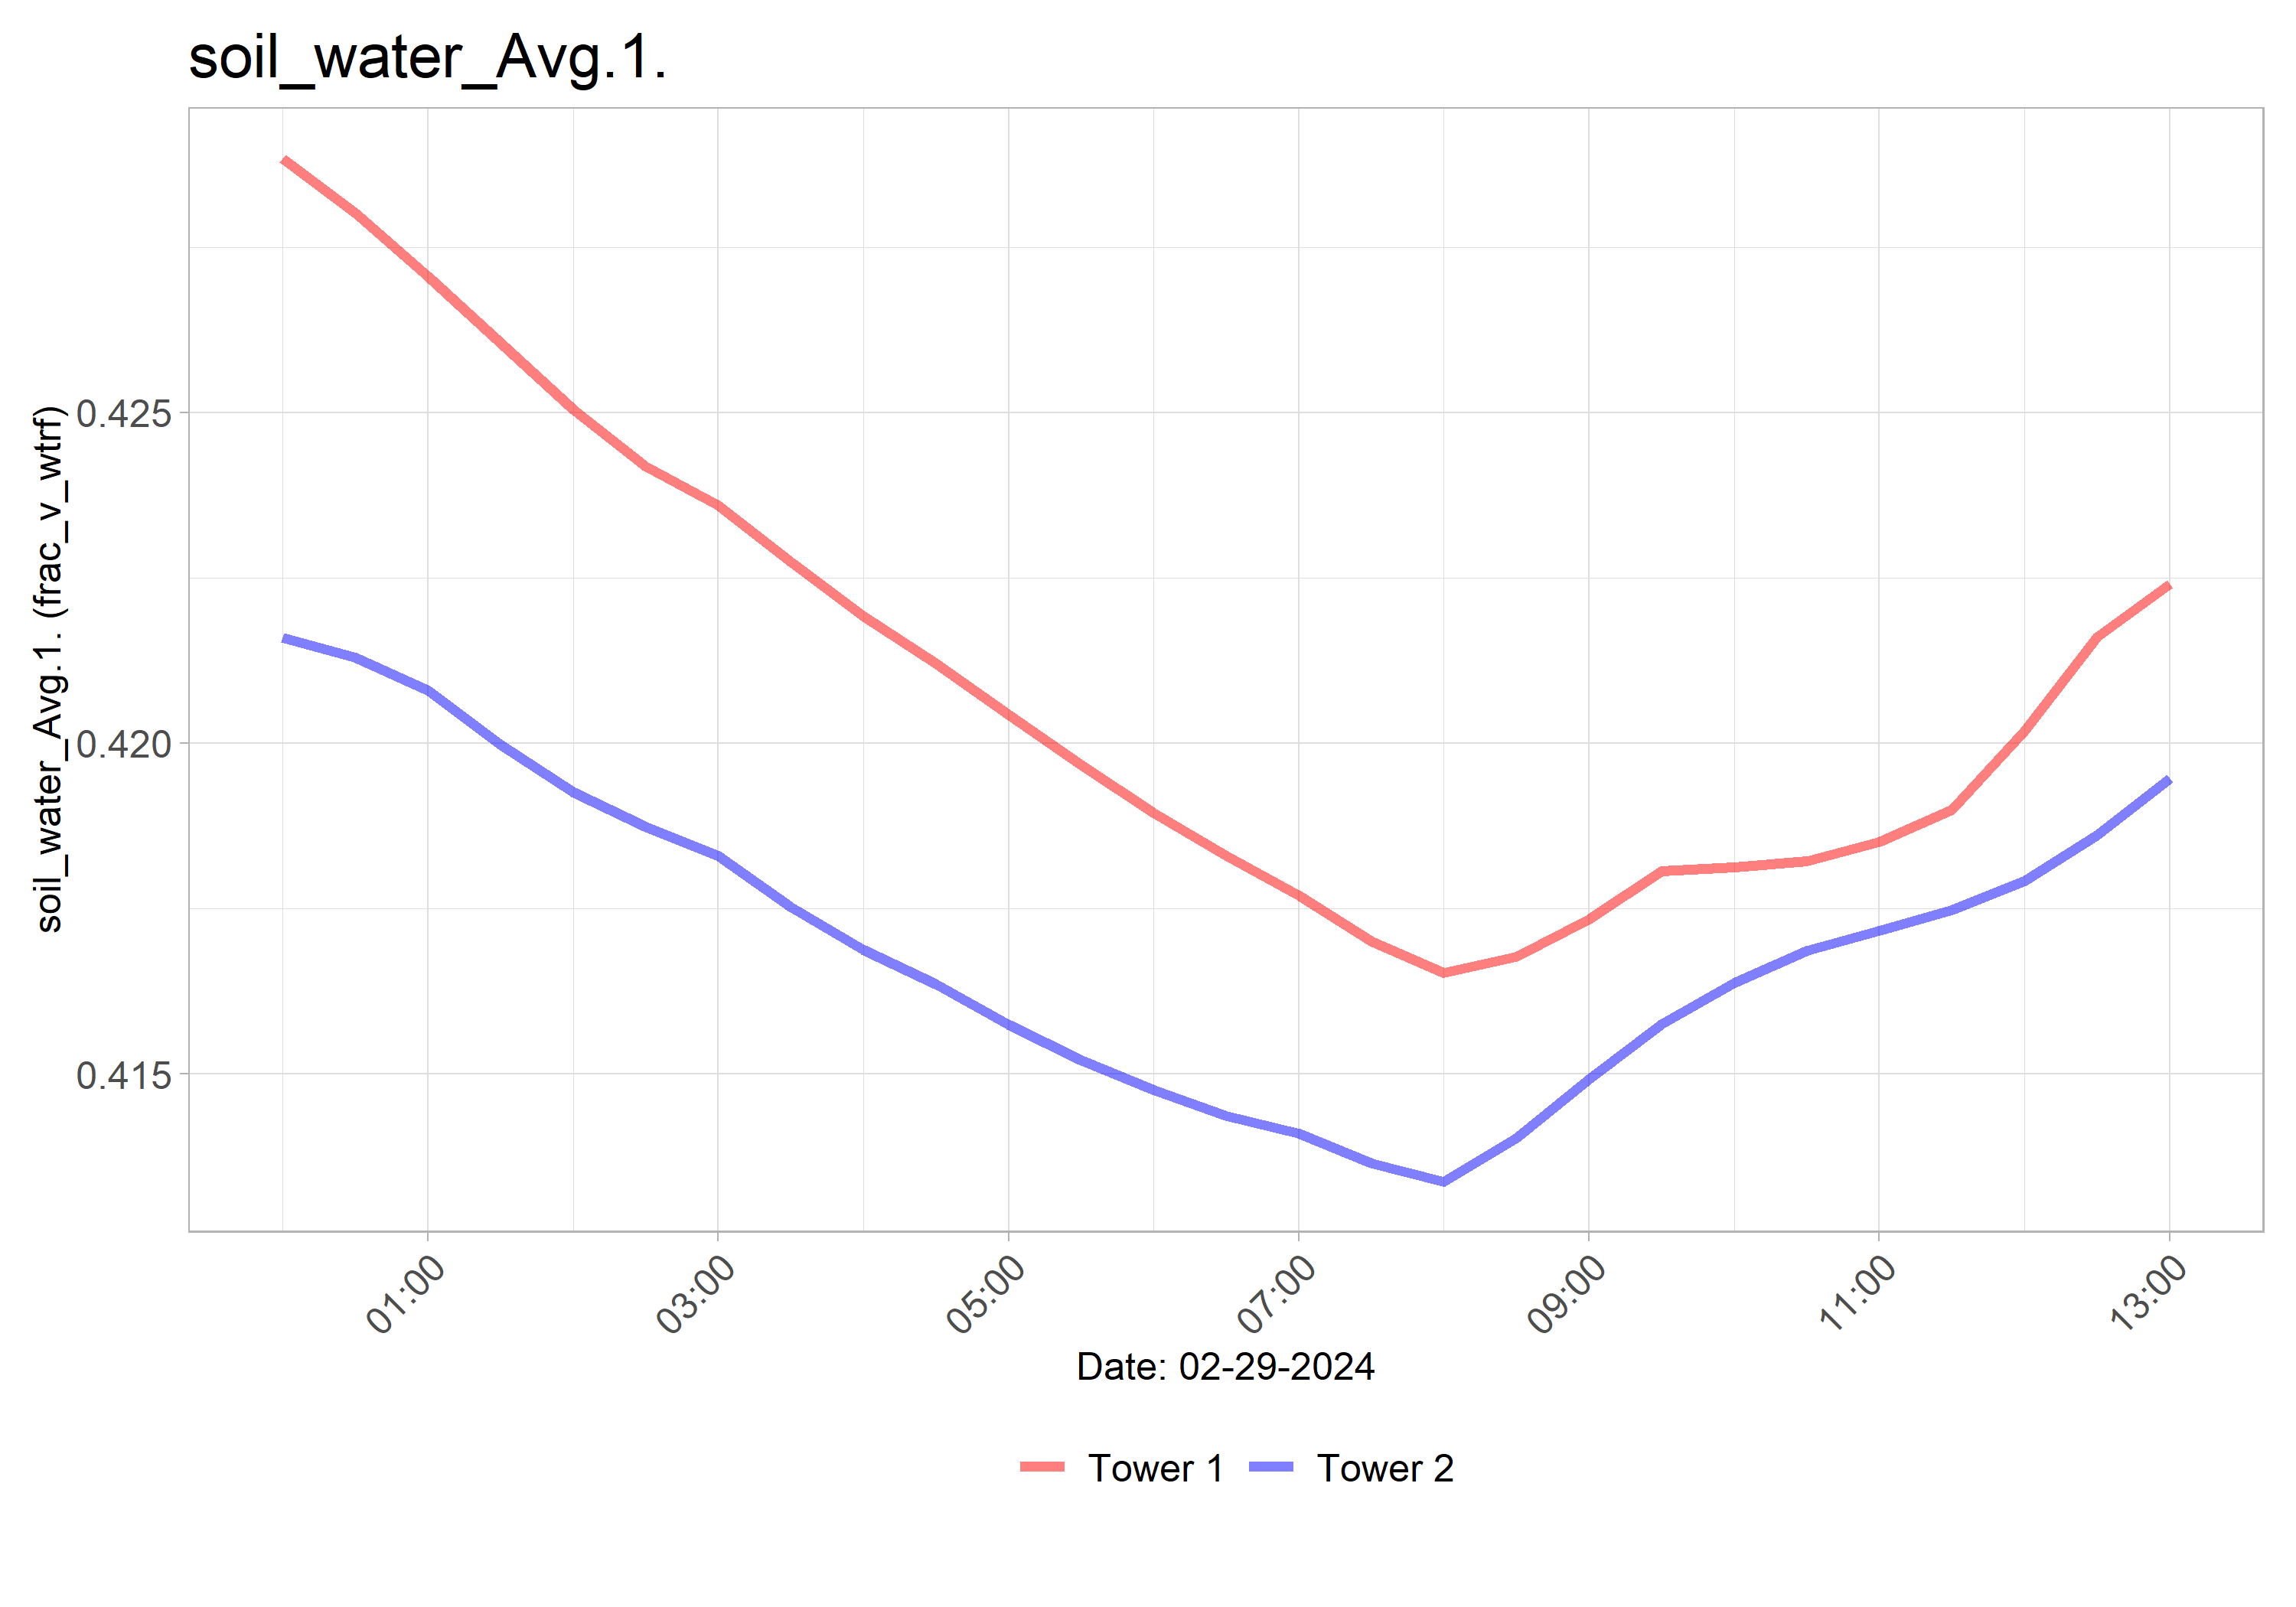 soil_water_Avg.1.
soil_water_Avg.1. (frac_v_wtrf)
0.425
0.420
0.415
01:00
03:00
05:00
07:00
09:00
11:00
13:00
Date: 02-29-2024
Tower 1
Tower 2